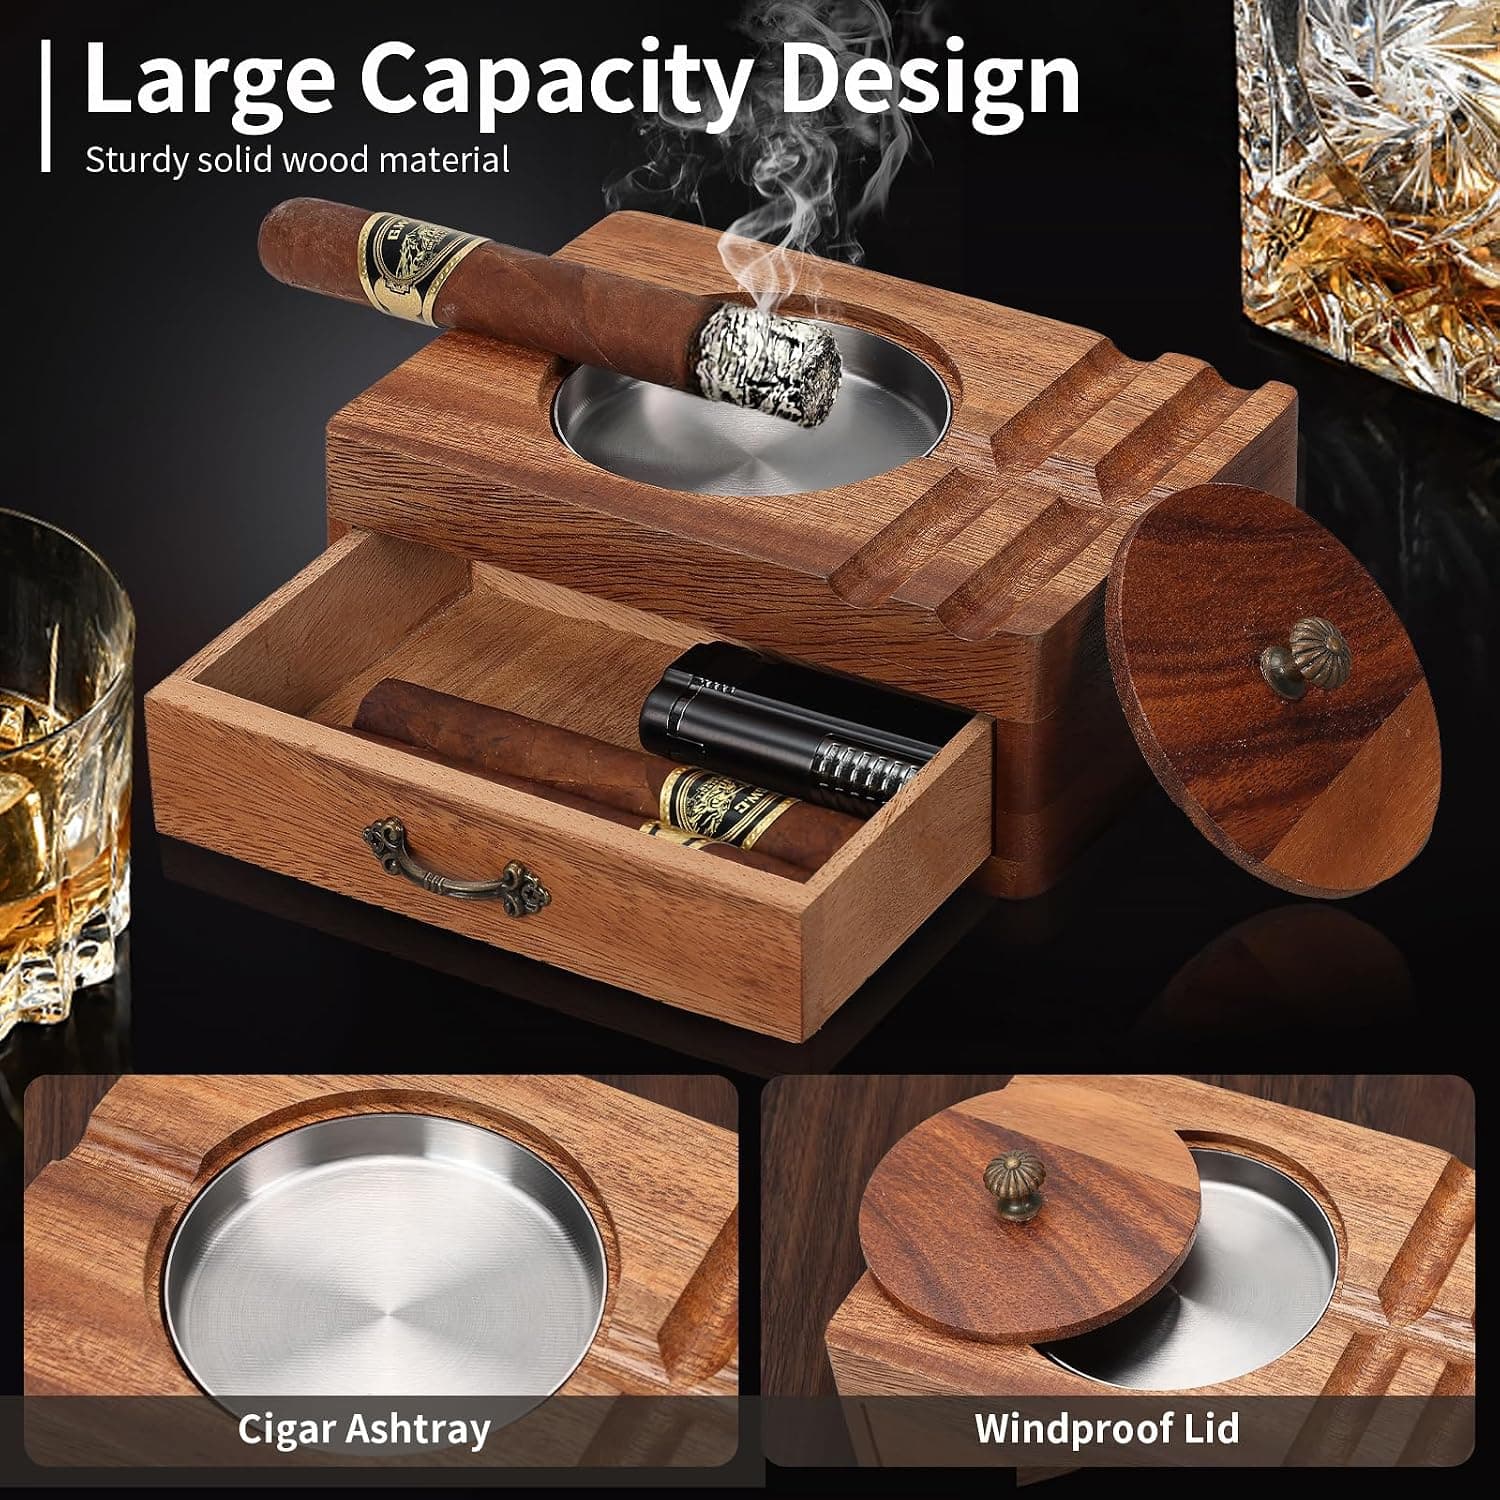 Large Capacity Design
Sturdy solid wood material
Cigar Ashtray
Windproof Lid